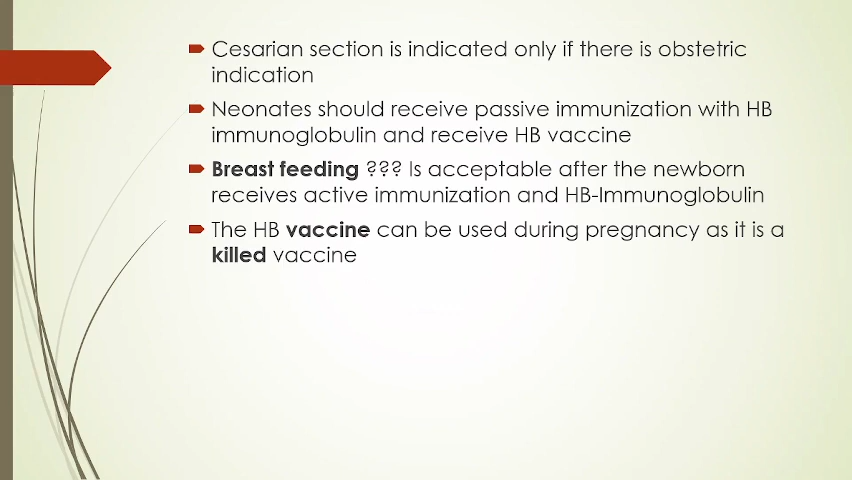 Cesarian section is indicated only if there is obstetric
indication
Neonates should receive passive immunization with HB
immunoglobulin and receive HB vaccine
Breast feeding ??? Is acceptable after the newborn
receives active immunization and HB-Immunoglobulin
The HB vaccine can be used during pregnancy as it is a
killed vaccine